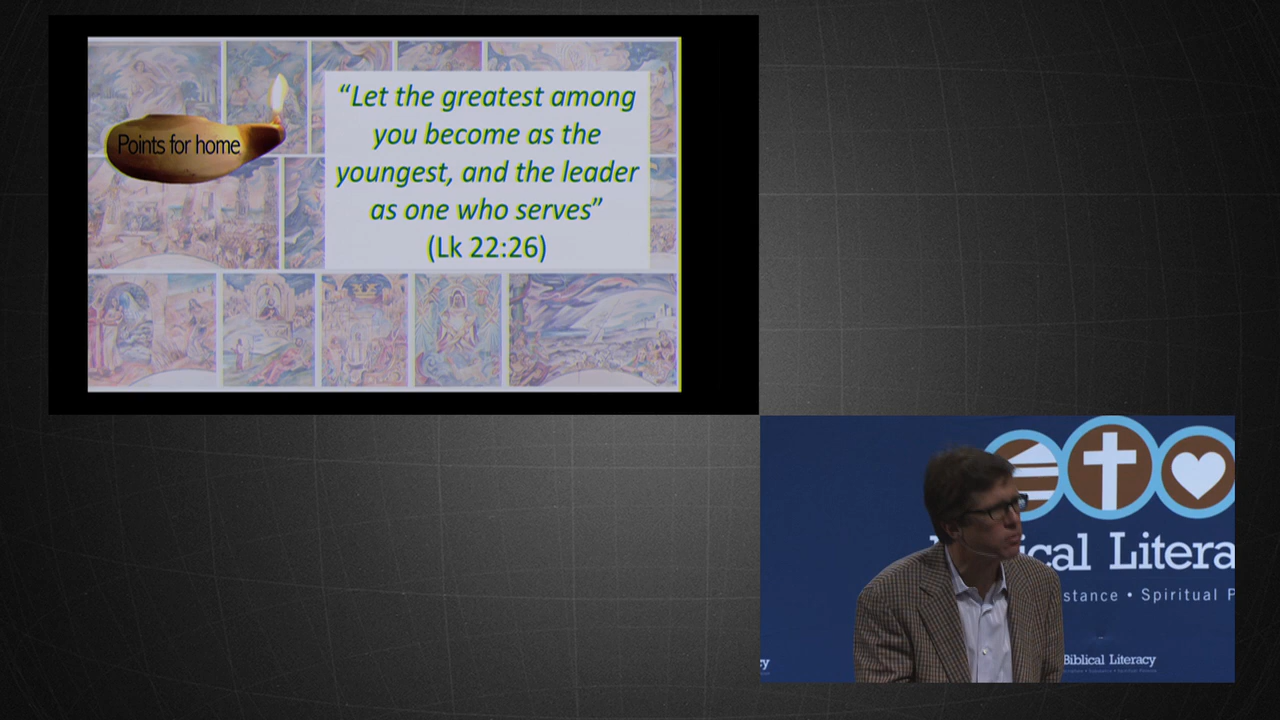 Points for home
“Let the greatest among
you become as the
youngest, and the leader
as one who serves”
(Lk 22:26)
ical Litera
stance • Spiritual P
cy
Biblical Literacy